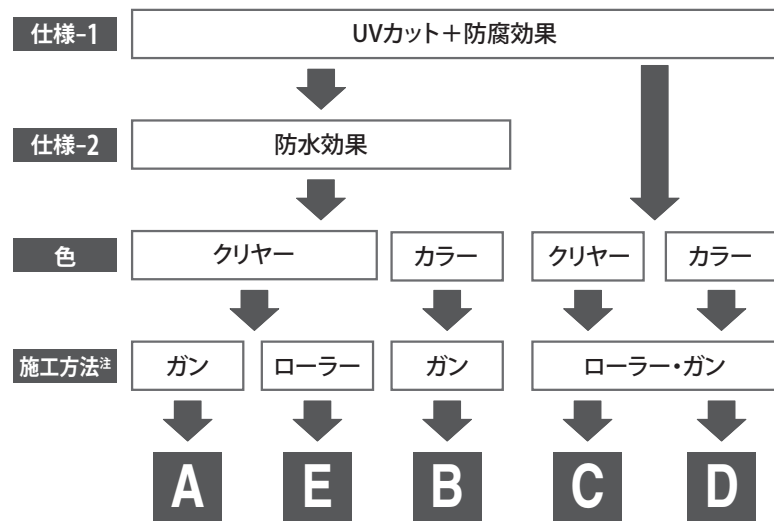 仕様-1
UVカット＋防腐効果
仕様-2
防水効果
色
クリヤー
カラー
クリヤー
カラー
施工方法注
ガン
ローラー
ガン
ローラー・ガン
A
E
B
C
D